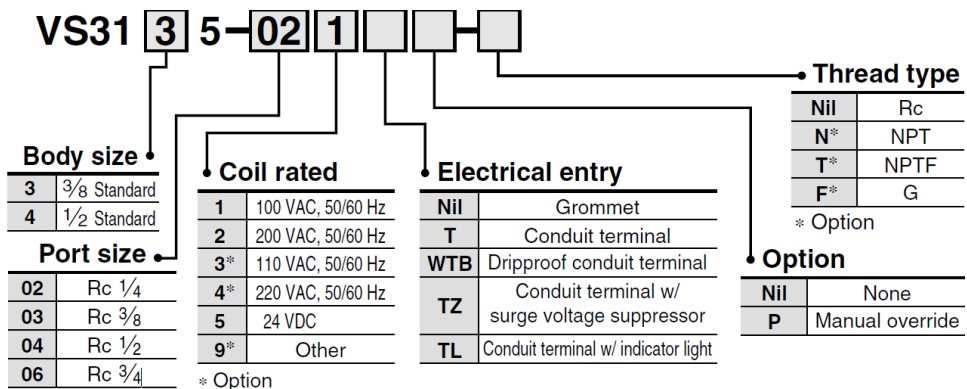 VS31 3 5-02 1 -
Thread type
Nil Rc
N* NPT
T* NPTF
F* G
* Option
Body size
3 3/8 Standard
4 1/2 Standard
Port size
02 Rc 1/4
03 Rc 3/8
04 Rc 1/2
06 Rc 3/4
Coil rated
1 100 VAC, 50/60 Hz
2 200 VAC, 50/60 Hz
3* 110 VAC, 50/60 Hz
4* 220 VAC, 50/60 Hz
5 24 VDC
9* Other
* Option
Electrical entry
Nil Grommet
T Conduit terminal
WTB Dripproof conduit terminal
TZ Conduit terminal w/
surge voltage suppressor
TL Conduit terminal w/ indicator light
Option
Nil None
P Manual override